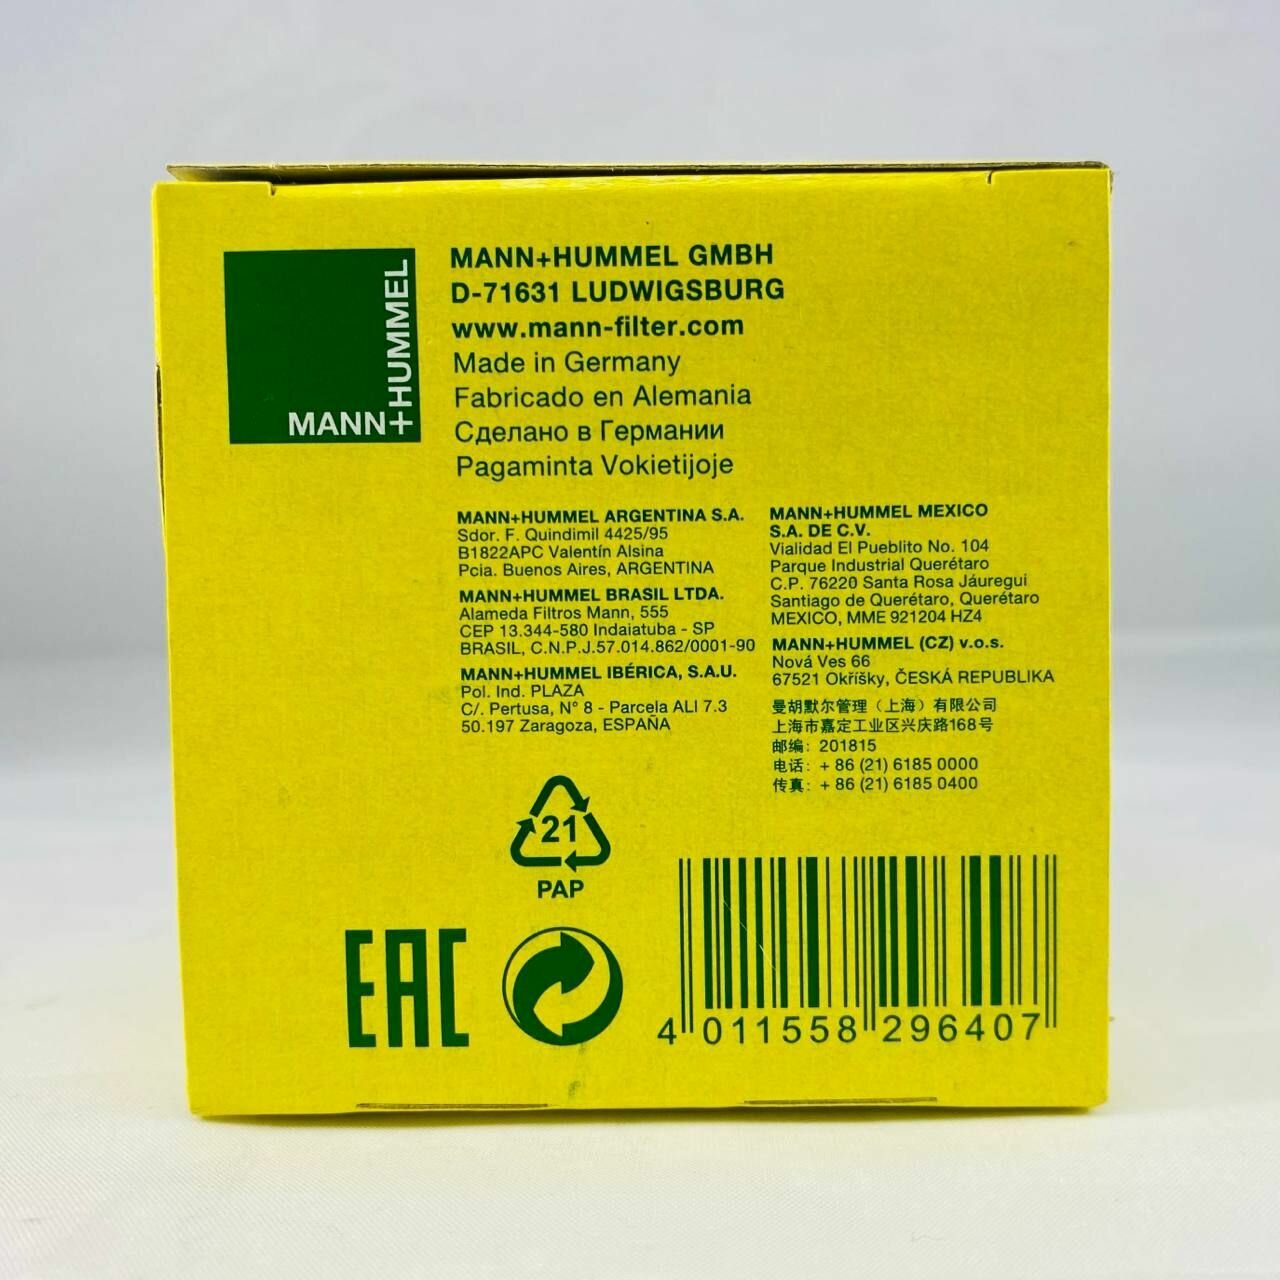 MANN+HUMMEL
MANN+HUMMEL GMBH
D-71631 LUDWIGSBURG
www.mann-filter.com
Made in Germany
Fabricado en Alemania
Сделано в Германии
Pagaminta Vokietijoje
MANN+HUMMEL ARGENTINA S.A.
Sdor. F. Quindimil 4425/95
B1822APC Valentín Alsina
Pcia. Buenos Aires, ARGENTINA
MANN+HUMMEL BRASIL LTDA.
Alameda Filtros Mann, 555
CEP 13.344-580 Indaiatuba - SP
BRASIL, C.N.P.J.57.014.862/0001-90
MANN+HUMMEL IBÉRICA, S.A.U.
Pol. Ind. PLAZA
C/. Pertusa, N° 8 - Parcela ALI 7.3
50.197 Zaragoza, ESPAÑA
MANN+HUMMEL MEXICO
S.A. DE C.V.
Vialidad El Pueblito No. 104
Parque Industrial Querétaro
C.P. 76220 Santa Rosa Jáuregui
Santiago de Querétaro, Querétaro
MEXICO, MME 921204 HZ4
MANN+HUMMEL (CZ) v.o.s.
Nová Ves 66
67521 Okříšky, ČESKÁ REPUBLIKA
曼胡默尔管理（上海）有限公司
上海市嘉定工业区兴庆路168号
邮编: 201815
电话: + 86 (21) 6185 0000
传真: + 86 (21) 6185 0400
21
PAP
EAC
4 011558 296407